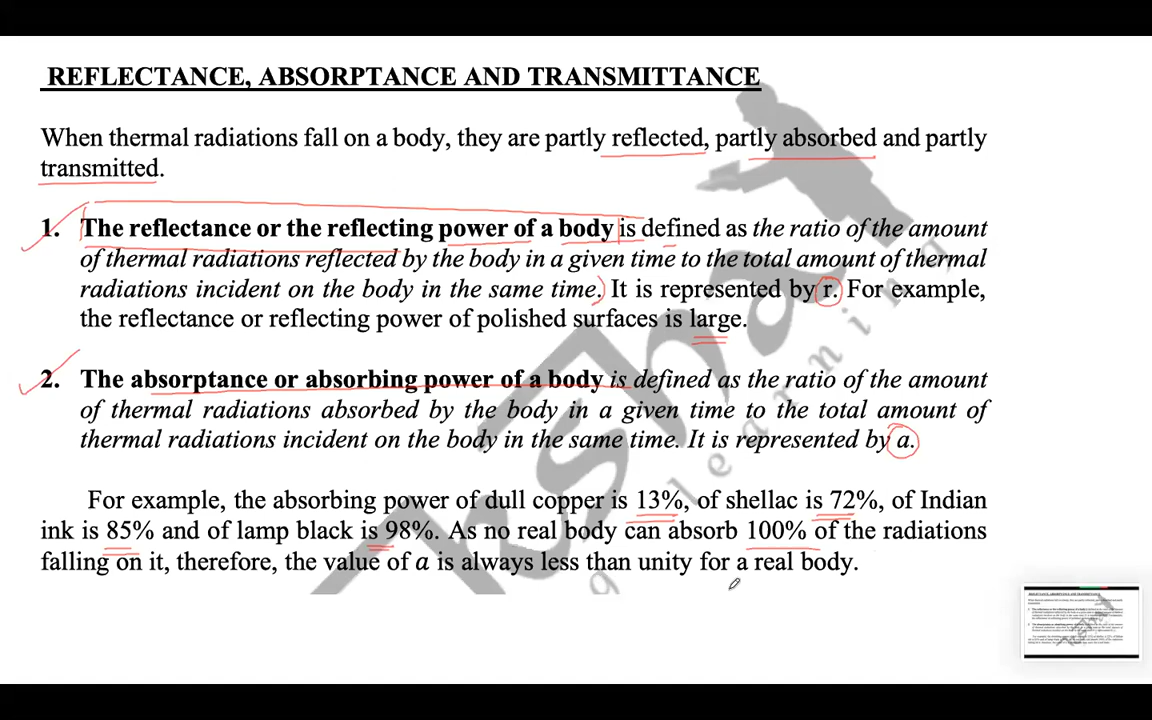 REFLECTANCE, ABSORPTANCE AND TRANSMITTANCE
When thermal radiations fall on a body, they are partly reflected, partly absorbed and partly
transmitted.
1. The reflectance or the reflecting power of a body is defined as the ratio of the amount
of thermal radiations reflected by the body in a given time to the total amount of thermal
radiations incident on the body in the same time. It is represented by r. For example,
the reflectance or reflecting power of polished surfaces is large.
2. The absorptance or absorbing power of a body is defined as the ratio of the amount
of thermal radiations absorbed by the body in a given time to the total amount of
thermal radiations incident on the body in the same time. It is represented by a.
For example, the absorbing power of dull copper is 13%, of shellac is 72%, of Indian
ink is 85% and of lamp black is 98%. As no real body can absorb 100% of the radiations
falling on it, therefore, the value of a is always less than unity for a real body.